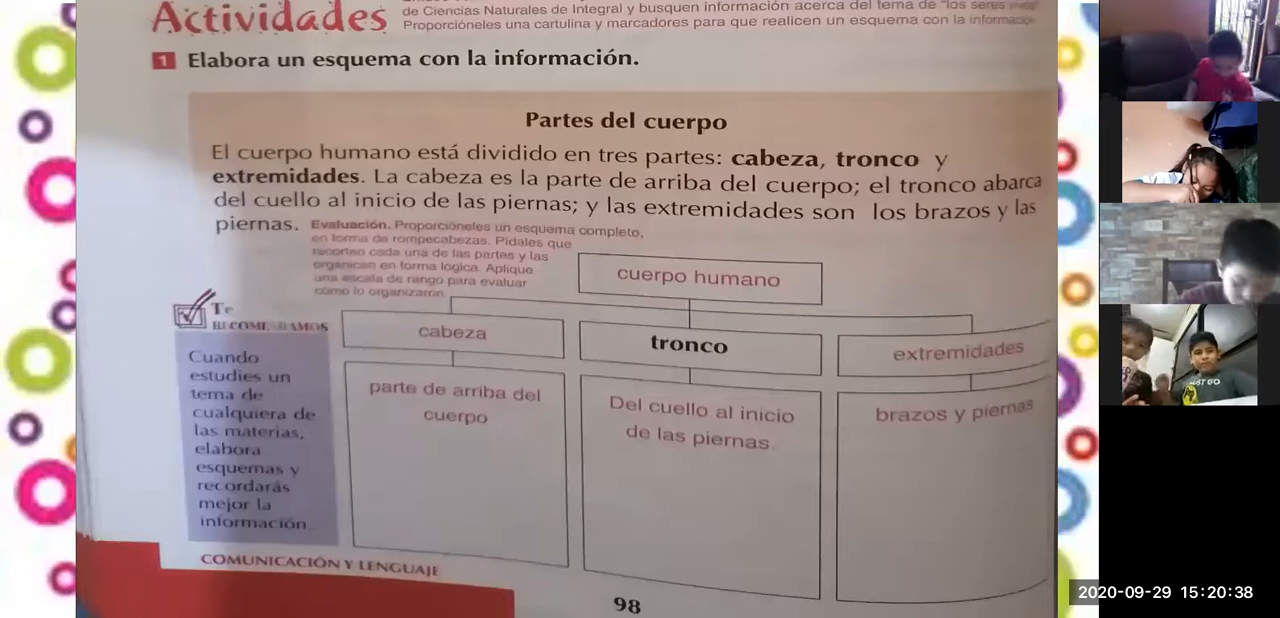 Actividades
de Ciencias Naturales de Integral y busquen información acerca del tema de "los seres vivos"
Proporcióneles una cartulina y marcadores para que realicen un esquema con la información
1 Elabora un esquema con la información.
Partes del cuerpo
El cuerpo humano está dividido en tres partes: cabeza, tronco y
extremidades. La cabeza es la parte de arriba del cuerpo; el tronco abarca
del cuello al inicio de las piernas; y las extremidades son los brazos y las
piernas.
Evaluación. Proporcióneles un esquema completo,
en forma de rompecabezas. Pídales que
recorten cada una de las partes y las
organicen en forma lógica. Aplique
una escala de rango para evaluar
cómo lo organizaron
cuerpo humano
cabeza
tronco
extremidades
parte de arriba del
cuerpo
Del cuello al inicio
de las piernas.
brazos y piernas
Te
RECOMENDAMOS
Cuando
estudies un
tema de
cualquiera de
las materias,
elabora
esquemas y
recordarás
mejor la
información.
COMUNICACIÓN Y LENGUAJE
98
JUST GO
2020-09-29 15:20:38